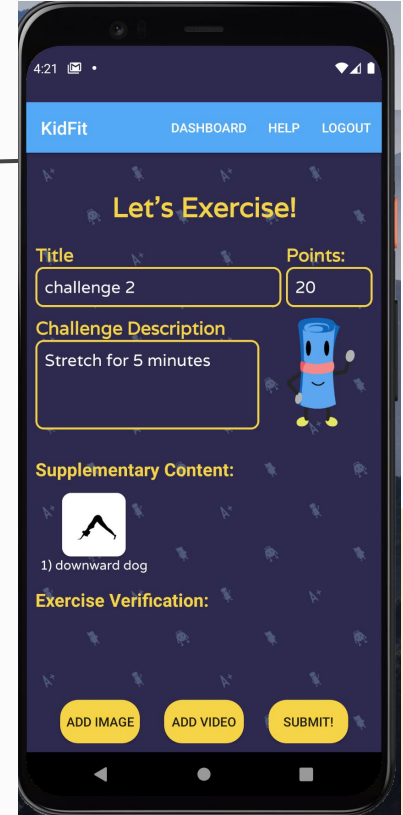 4:21
KidFit DASHBOARD HELP LOGOUT
Let's Exercise!
Title Points:
challenge 2 20
Challenge Description
Stretch for 5 minutes
Supplementary Content:
1) downward dog
Exercise Verification:
ADD IMAGE ADD VIDEO SUBMIT!